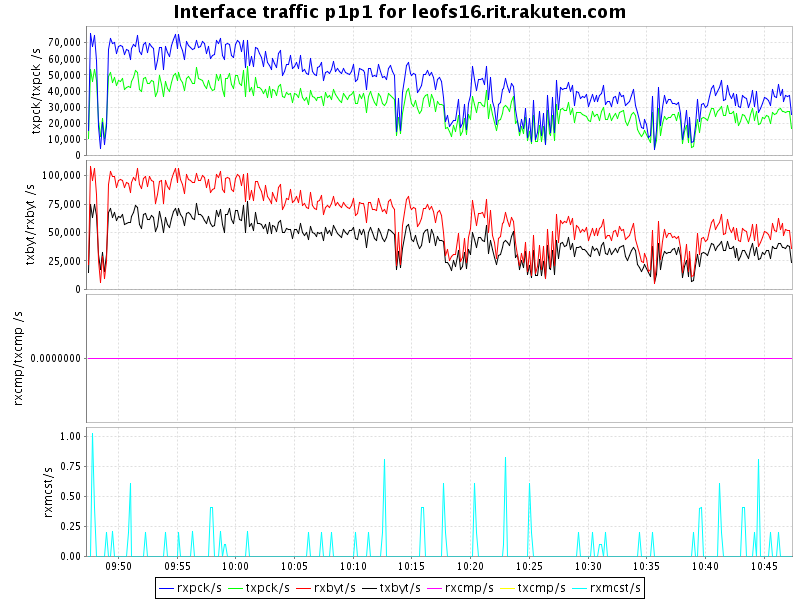 Interface traffic p1p1 for leofs16.rit.rakuten.com
txpck/txpck /s
70,000
60,000
50,000
40,000
30,000
20,000
10,000
0
txbyt/rxbyt /s
100,000
75,000
50,000
25,000
0
rxcmp/txcmp /s
0.0000000
rxmcst/s
1.00
0.75
0.50
0.25
0.00
09:50 09:55 10:00 10:05 10:10 10:15 10:20 10:25 10:30 10:35 10:40 10:45
rxpck/s txpck/s rxbyt/s txbyt/s rxcmp/s txcmp/s rxmcst/s